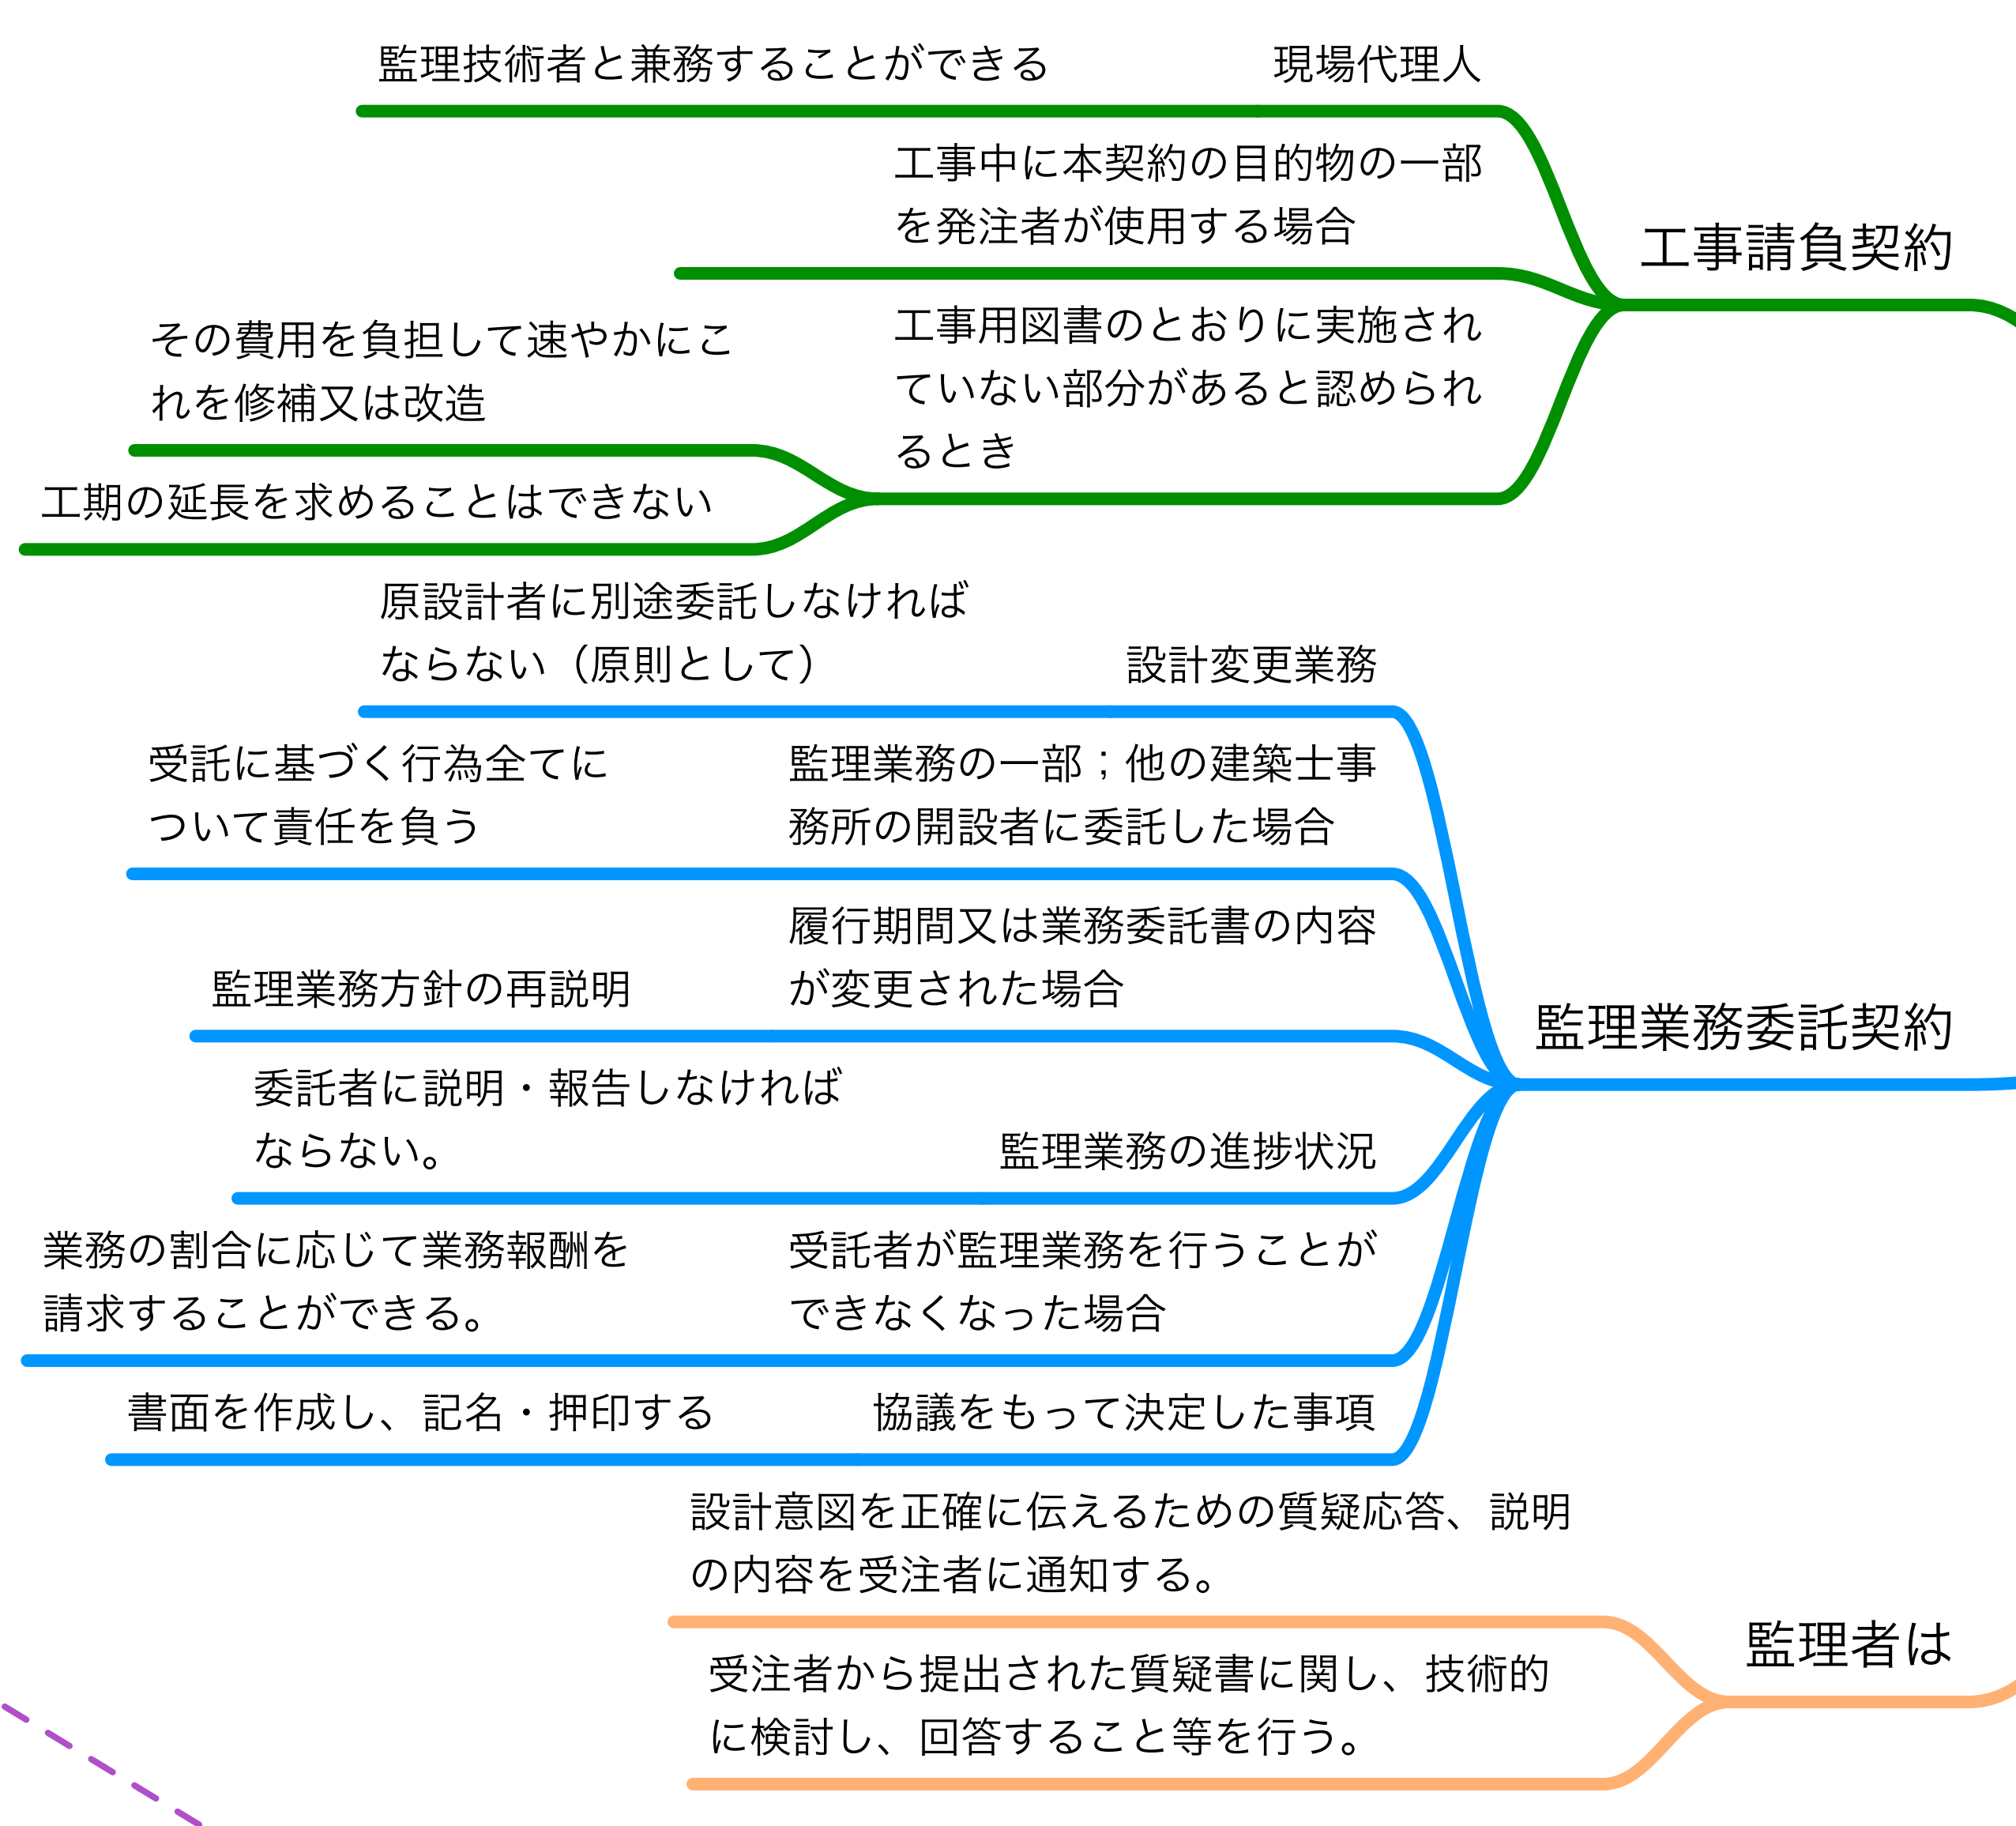 工事請負契約
現場代理人
監理技術者と兼務することができる
工事中に本契約の目的物の一部
を発注者が使用する場合
工事用図書のとおりに実施され
ていない部分があると認められ
るとき
その費用を負担して速やかにこ
れを修補又は改造
工期の延長を求めることはできない
監理業務委託契約
設計変更業務
原設計者に別途委託しなければ
ならない（原則として）
監理業務の一部；他の建築士事
務所の開設者に委託した場合
受託に基づく行為全てに
ついて責任を負う
履行期間又は業務委託書の内容
が変更された場合
監理業務方針の再説明
監理業務の進捗状況
委託者に説明・報告しなければ
ならない。
受託者が監理業務を行うことが
できなくなった場合
業務の割合に応じて業務報酬を
請求することができる。
協議をもって決定した事項
書面を作成し、記名・押印する
監理者は
設計意図を正確に伝えるための質疑応答、説明
の内容を受注者に通知する。
受注者から提出された質疑書に関し、技術的
に検討し、回答すること等を行う。